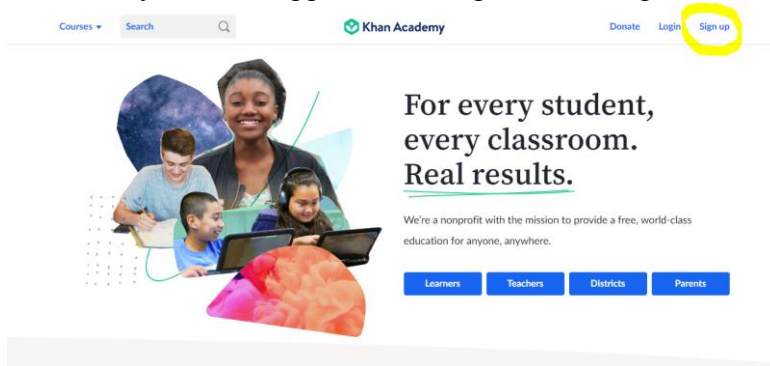 Courses Search Khan Academy Donate Login Sign up
For every student,
every classroom.
Real results.
We're a nonprofit with the mission to provide a free, world-class
education for anyone, anywhere.
Learners Teachers Districts Parents